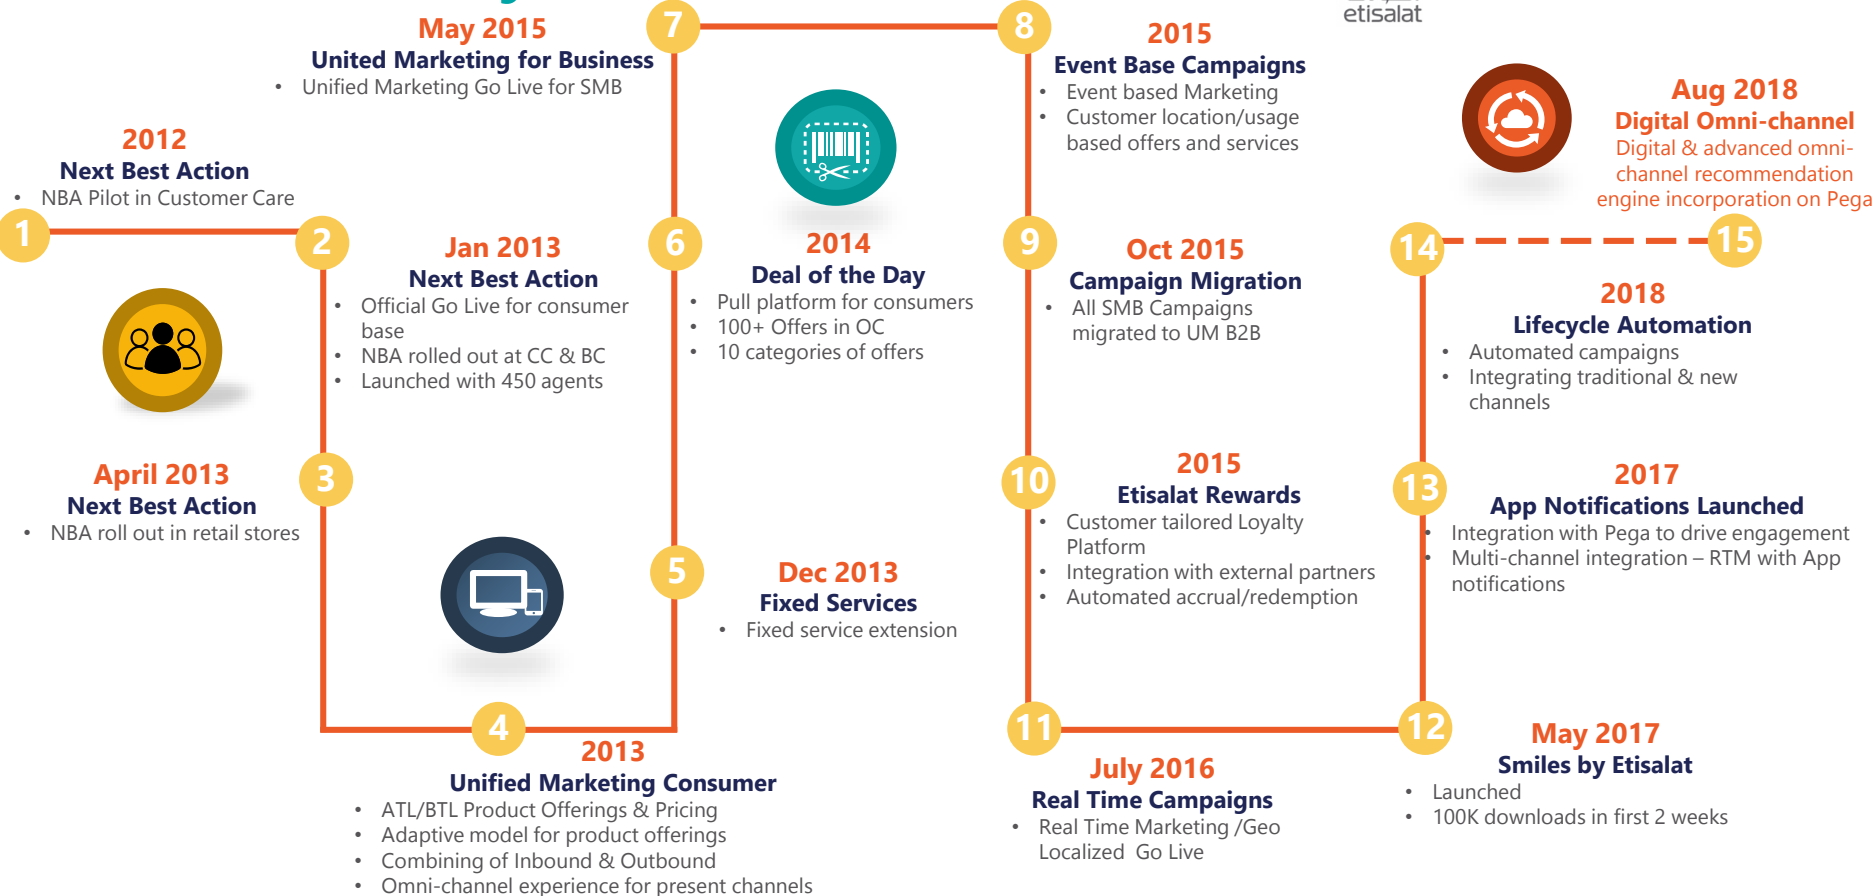 etisalat
2012
Next Best Action
• NBA Pilot in Customer Care
1
2
Jan 2013
Next Best Action
• Official Go Live for consumer
base
• NBA rolled out at CC & BC
• Launched with 450 agents
3
April 2013
Next Best Action
• NBA roll out in retail stores
4
2013
Unified Marketing Consumer
• ATL/BTL Product Offerings & Pricing
• Adaptive model for product offerings
• Combining of Inbound & Outbound
• Omni-channel experience for present channels
5
Dec 2013
Fixed Services
• Fixed service extension
6
2014
Deal of the Day
• Pull platform for consumers
• 100+ Offers in OC
• 10 categories of offers
7
May 2015
United Marketing for Business
• Unified Marketing Go Live for SMB
8
2015
Event Base Campaigns
• Event based Marketing
• Customer location/usage
based offers and services
9
Oct 2015
Campaign Migration
• All SMB Campaigns
migrated to UM B2B
10
2015
Etisalat Rewards
• Customer tailored Loyalty
Platform
• Integration with external partners
• Automated accrual/redemption
11
July 2016
Real Time Campaigns
• Real Time Marketing /Geo
Localized Go Live
12
May 2017
Smiles by Etisalat
• Launched
• 100K downloads in first 2 weeks
13
2017
App Notifications Launched
• Integration with Pega to drive engagement
• Multi-channel integration – RTM with App
notifications
14
2018
Lifecycle Automation
• Automated campaigns
• Integrating traditional & new
channels
15
Aug 2018
Digital Omni-channel
Digital & advanced omni-
channel recommendation
engine incorporation on Pega